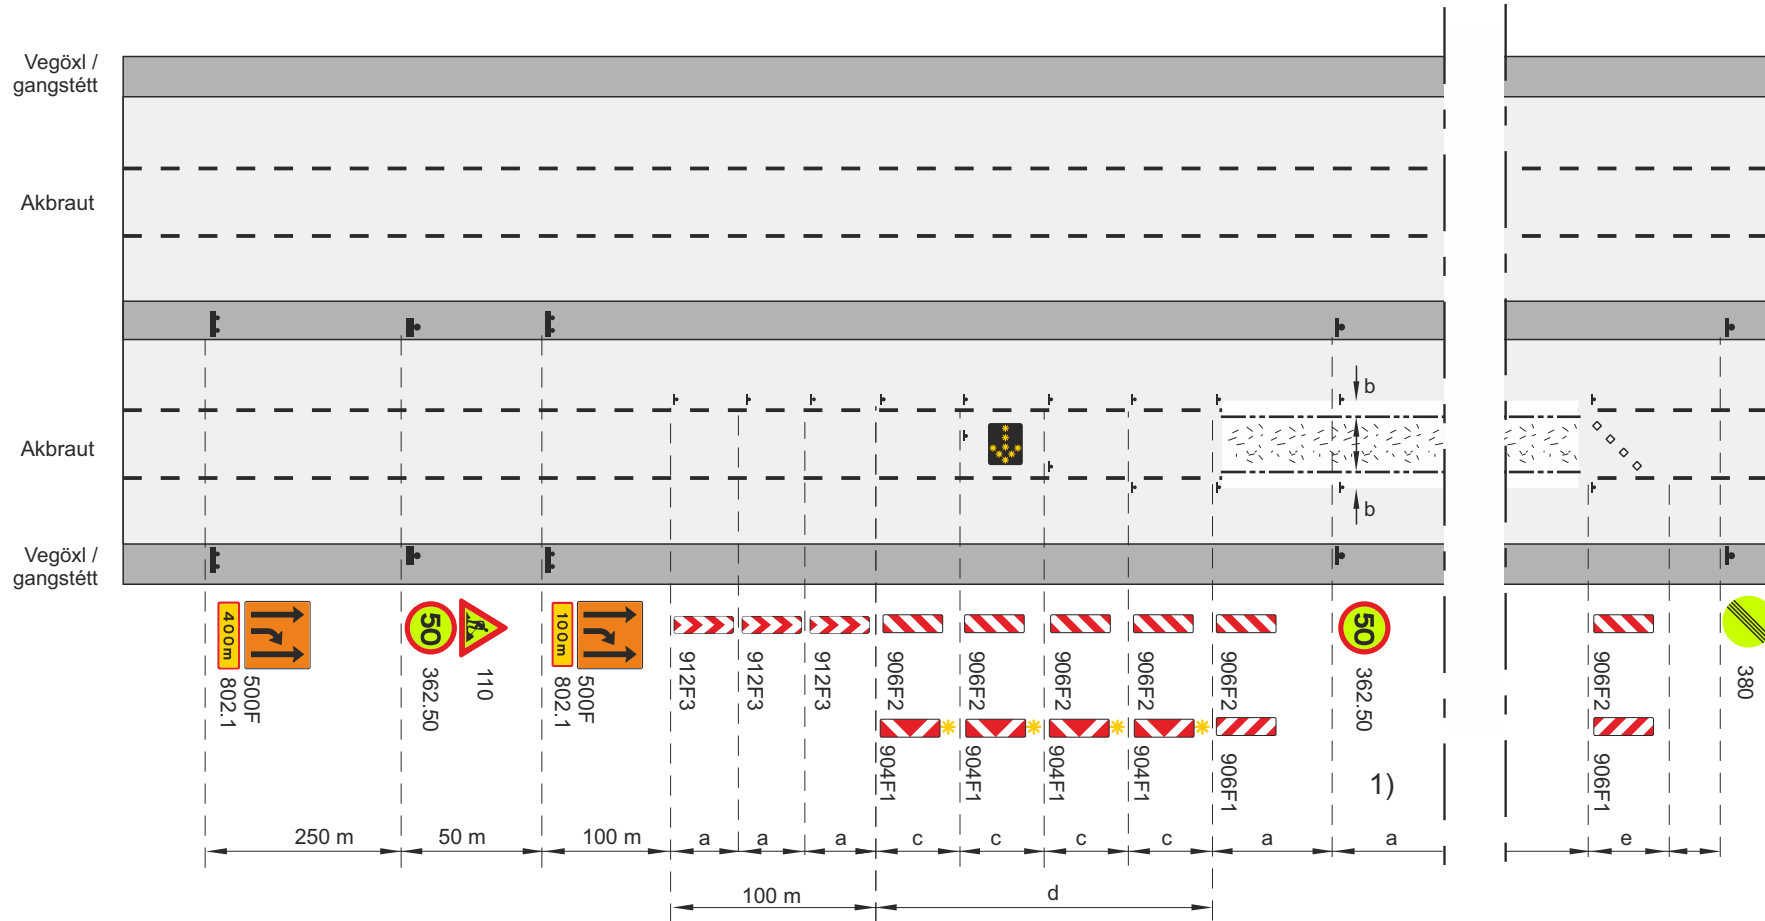 Vegöxl /
gangstétt
Akbraut
Akbraut
Vegöxl /
gangstétt
b
b
400m
500F
802.1
50
362.50
110
100m
500F
802.1
912F3
912F3
912F3
906F2
906F2
906F2
906F2
906F2
904F1
904F1
904F1
904F1
906F1
50
362.50
1)
906F2
906F1
380
250 m
50 m
100 m
a
a
a
c
c
c
c
a
a
e
100 m
d